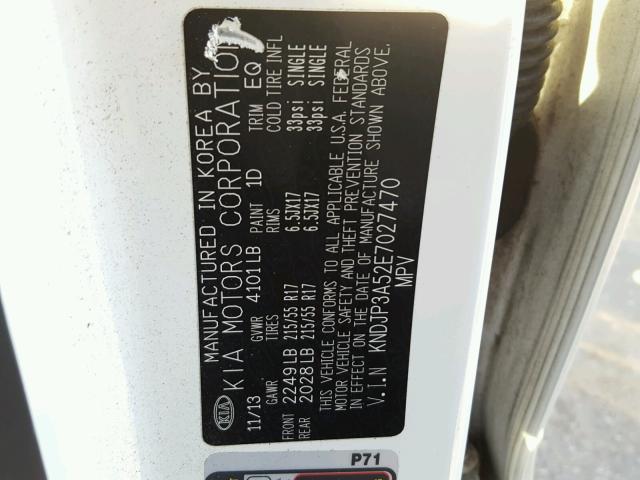 MANUFACTURED IN KOREA BY
KIA KIA MOTORS CORPORATION
11/13 GVWR 4101LB PAINT 1D TRIM EQ
GAWR TIRES RIMS COLD TIRE INFL
FRONT 2249LB 215/55 R17 6.5JX17 33psi SINGLE
REAR 2028LB 215/55 R17 6.5JX17 33psi SINGLE
THIS VEHICLE CONFORMS TO ALL APPLICABLE U.S.A. FEDERAL
MOTOR VEHICLE SAFETY AND THEFT PREVENTION STANDARDS
IN EFFECT ON THE DATE OF MANUFACTURE SHOWN ABOVE.
V.I.N KNDJP3A52E7027470
MPV
P71